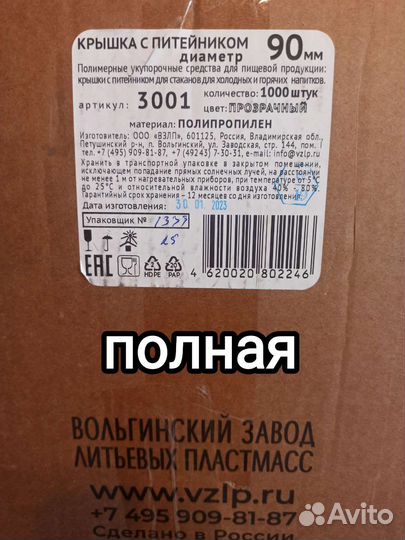 КРЫШКА С ПИТЕЙНИКОМ
диаметр 90мм
Полимерные укупорочные средства для пищевой продукции:
крышки с питейником для стаканов для холодных и горячих напитков.
количество: 1000 штук
артикул: 3001 цвет: ПРОЗРАЧНЫЙ
материал: ПОЛИПРОПИЛЕН
Изготовитель: ООО «ВЗЛП», 601125, Россия, Владимирская обл.,
Петушинский р-н, п. Вольгинский, ул. Заводская, стр. 144, пом. I
тел. +7 (495) 909-81-87, +7 (49243) 7-30-31, e-mail: info@vzlp.ru
Хранить в транспортной упаковке в закрытом помещении,
исключающем попадание прямых солнечных лучей, на расстоянии
не менее 1 м от нагревательных приборов, при температуре от 5°C
до 25°C и относительной влажности воздуха 40% - 80%.
Гарантийный срок хранения - 12 месяцев со дня изготовления.
Дата изготовления: 30 01 2023
Упаковщик № 1339
EAC
2 HDPE
20 PAP
4 620020 802246
полная
ВОЛЬГИНСКИЙ ЗАВОД
ЛИТЬЕВЫХ ПЛАСТМАСС
www.vzlp.ru
+7 495 909-81-87
Сделано в России
Avito